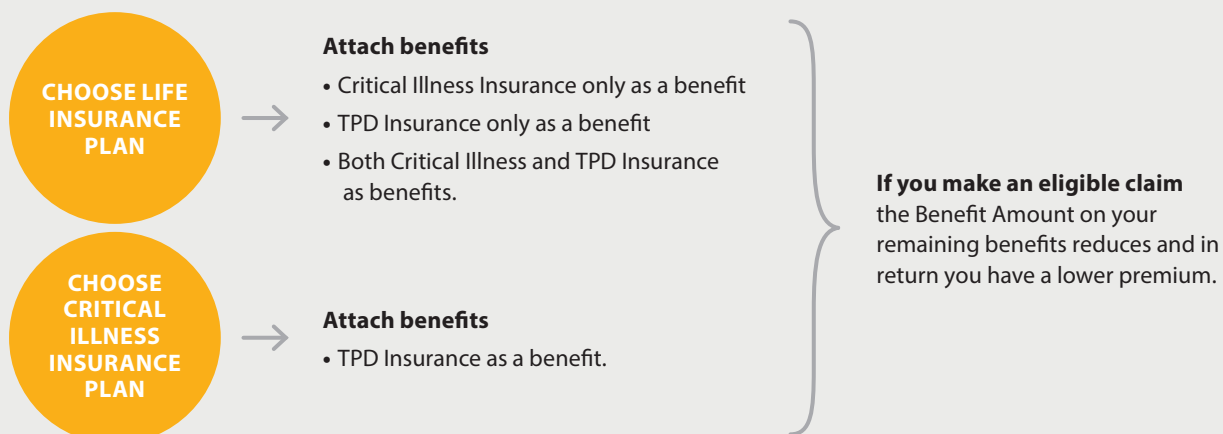 CHOOSE LIFE
INSURANCE
PLAN
Attach benefits
• Critical Illness Insurance only as a benefit
• TPD Insurance only as a benefit
• Both Critical Illness and TPD Insurance
as benefits.
CHOOSE
CRITICAL
ILLNESS
INSURANCE
PLAN
Attach benefits
• TPD Insurance as a benefit.
If you make an eligible claim
the Benefit Amount on your
remaining benefits reduces and in
return you have a lower premium.